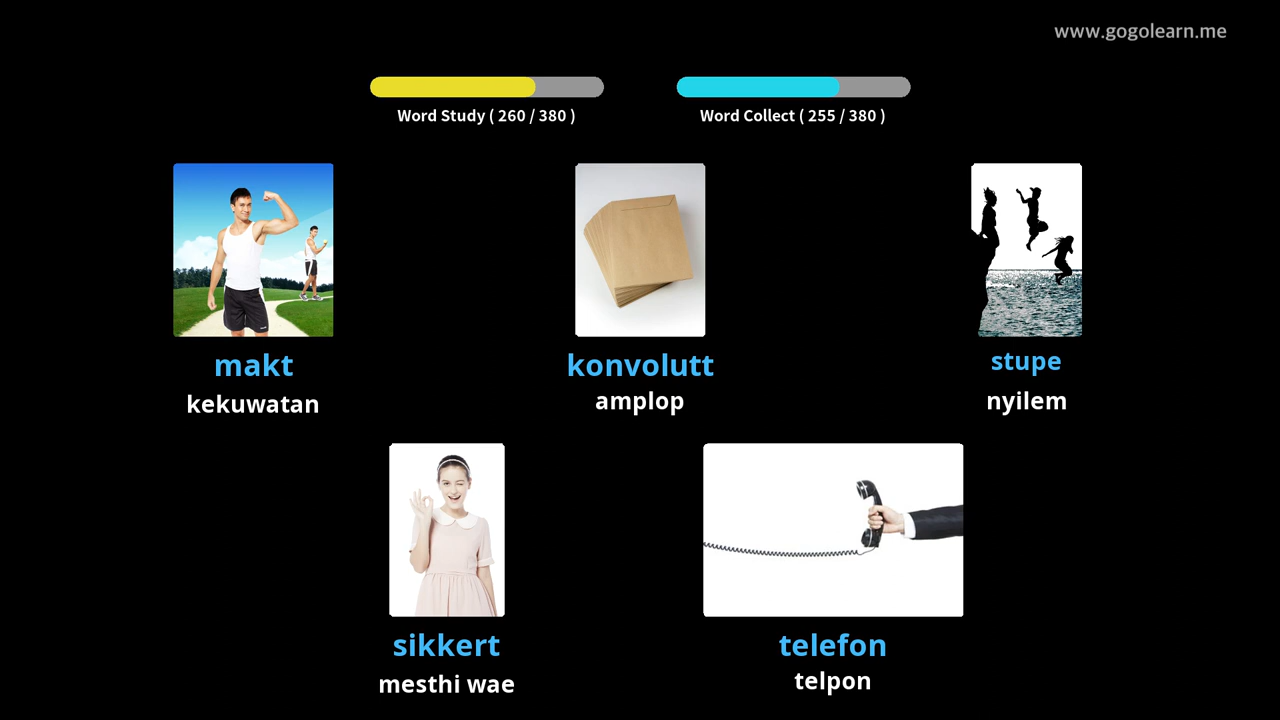 www.gogolearn.me
Word Study ( 260 / 380 )
Word Collect ( 255 / 380 )
makt
kekuwatan
konvolutt
amplop
stupe
nyilem
sikkert
mesthi wae
telefon
telpon